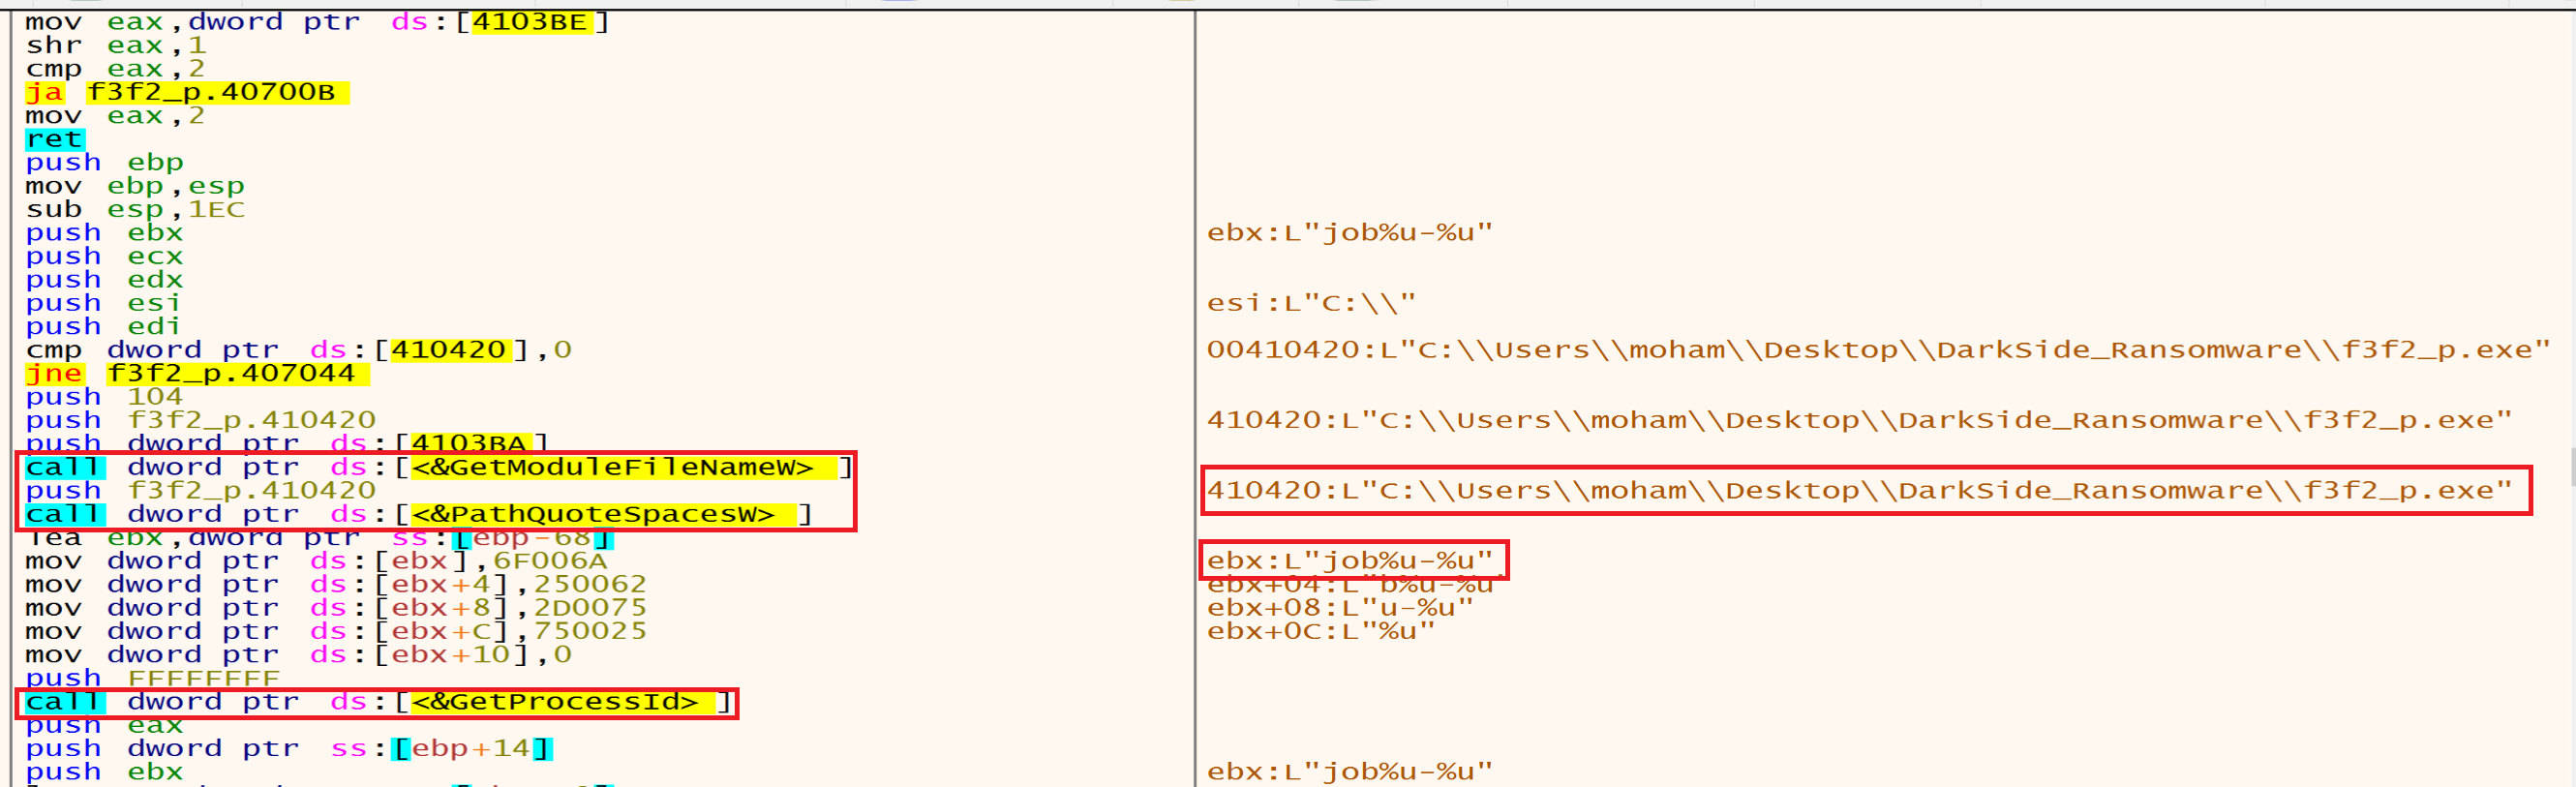 mov eax,dword ptr ds:[4103BE]
shr eax,1
cmp eax,2
ja f3f2_p.40700B
mov eax,2
ret
push ebp
mov ebp,esp
sub esp,1EC
push ebx ebx:L"job%u-%u"
push ecx
push edx
push esi esi:L"C:\\"
push edi
cmp dword ptr ds:[410420],0 00410420:L"C:\\Users\\moham\\Desktop\\DarkSide_Ransomware\\f3f2_p.exe"
jne f3f2_p.407044
push 104
push f3f2_p.410420 410420:L"C:\\Users\\moham\\Desktop\\DarkSide_Ransomware\\f3f2_p.exe"
push dword ptr ds:[4103BA]
call dword ptr ds:[<&GetModuleFileNameW>]
push f3f2_p.410420 410420:L"C:\\Users\\moham\\Desktop\\DarkSide_Ransomware\\f3f2_p.exe"
call dword ptr ds:[<&PathQuoteSpacesW>]
lea ebx,dword ptr ss:[ebp-68]
mov dword ptr ds:[ebx],6F006A ebx:L"job%u-%u"
mov dword ptr ds:[ebx+4],250062 ebx+04:L"b%u-%u"
mov dword ptr ds:[ebx+8],2D0075 ebx+08:L"u-%u"
mov dword ptr ds:[ebx+C],750025 ebx+0C:L"%u"
mov dword ptr ds:[ebx+10],0
push FFFFFFFF
call dword ptr ds:[<&GetProcessId>]
push eax
push dword ptr ss:[ebp+14]
push ebx ebx:L"job%u-%u"